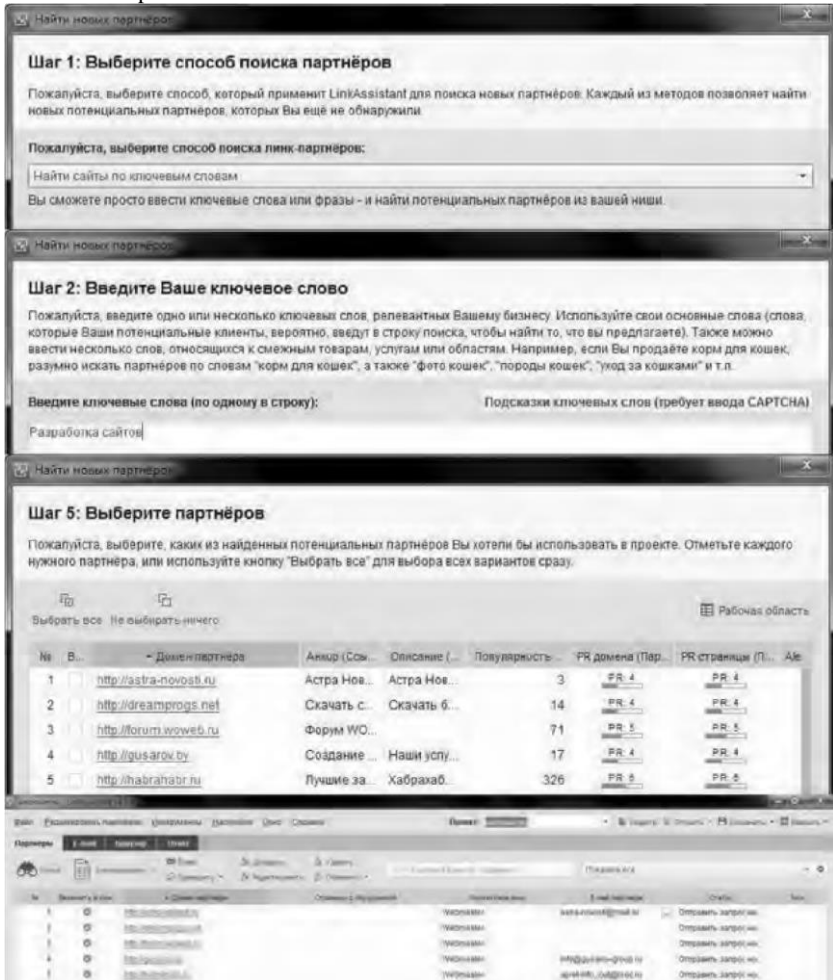 Найти новых партнёров
Шаг 1: Выберите способ поиска партнёров
Пожалуйста, выберите способ, который применит LinkAssistant для поиска новых партнёров. Каждый из методов позволяет найти
новых потенциальных партнёров, которых Вы ещё не обнаружили.
Пожалуйста, выберите способ поиска линк-партнёров:
Найти сайты по ключевым словам
Вы сможете просто ввести ключевые слова или фразы - и найти потенциальных партнёров из вашей ниши.
Найти новых партнёров
Шаг 2: Введите Ваше ключевое слово
Пожалуйста, введите одно или несколько ключевых слов, релевантных Вашему бизнесу. Используйте свои основные слова (слова,
которые Ваши потенциальные клиенты, вероятно, введут в строку поиска, чтобы найти то, что вы предлагаете). Также можно
ввести несколько слов, относящихся к смежным товарам, услугам или областям. Например, если Вы продаёте корм для кошек,
разумно искать партнёров по словам "корм для кошек", а также "фото кошек", "породы кошек", "уход за кошками" и т.п.
Введите ключевые слова (по одному в строку): Подсказки ключевых слов (требует ввода CAPTCHA)
Разработка сайтов
Найти новых партнёров
Шаг 5: Выберите партнёров
Пожалуйста, выберите, каких из найденных потенциальных партнёров Вы хотели бы использовать в проекте. Отметьте каждого
нужного партнёра, или используйте кнопку "Выбрать все" для выбора всех вариантов сразу.
Выбрать все Не выбирать ничего Рабочая область
№ В... Домен партнёра Анкор (Ссы... Описание (... Популярность ... PR домена (Пар... PR страницы (П... Ale
1 http://astra-novosti.ru Астра Нов... Астра Нов... 3 PR: 4 PR: 4
2 http://dreamprogs.net Скачать с... Скачать б... 14 PR: 4 PR: 4
3 http://forum.woweb.ru Форум WO... 71 PR: 5 PR: 5
4 http://gusarov.by Создание ... Наши услу... 17 PR: 4 PR: 4
5 http://habrahabr.ru Лучшие за... Хабрахаб... 326 PR: 6 PR: 6
Партнёры E-mail
1 Отправить запрос
Отправить запрос
Отправить запрос
4 Отправить запрос
Отправить запрос